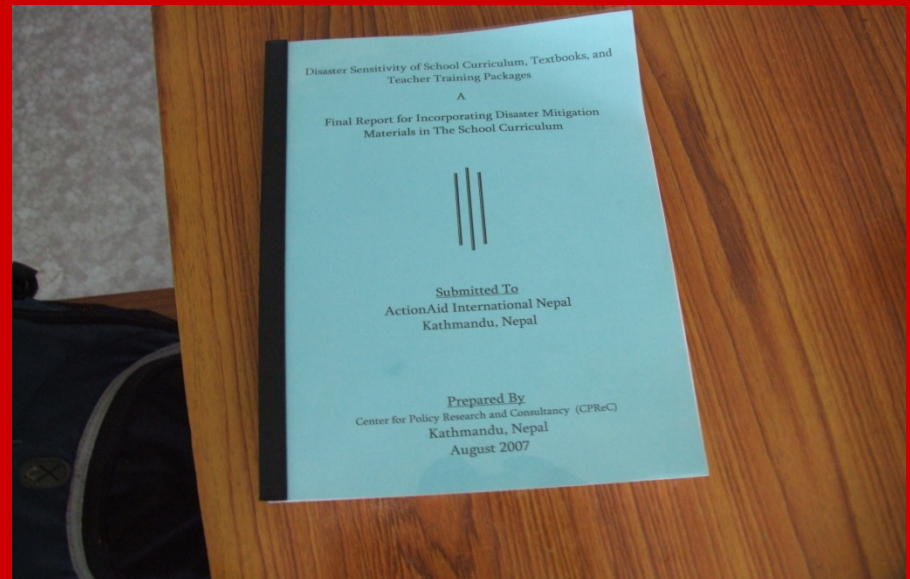 Disaster Sensitivity of School Curriculum, Textbooks, and
Teacher Training Packages
A
Final Report for Incorporating Disaster Mitigation
Materials in The School Curriculum
Submitted To
ActionAid International Nepal
Kathmandu, Nepal
Prepared By
Center for Policy Research and Consultancy (CPReC)
Kathmandu, Nepal
August 2007